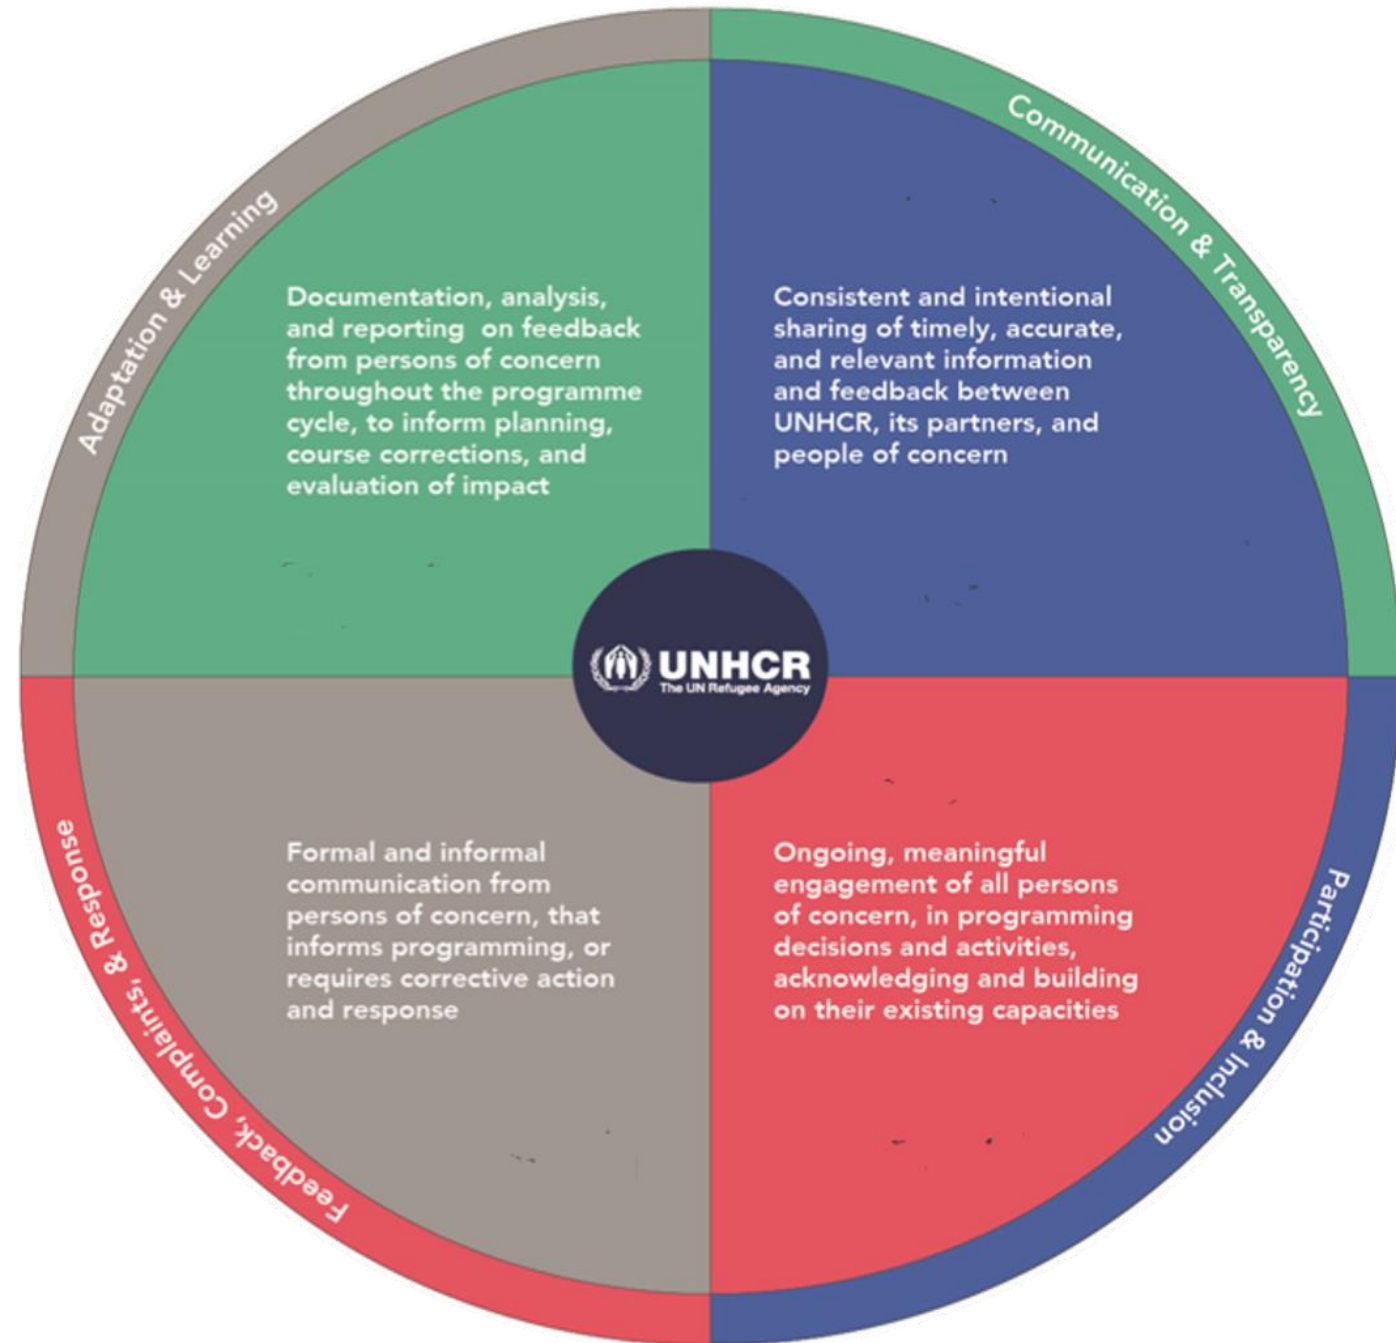 Adaptation & Learning
Documentation, analysis,
and reporting on feedback
from persons of concern
throughout the programme
cycle, to inform planning,
course corrections, and
evaluation of impact
Communication & Transparency
Consistent and intentional
sharing of timely, accurate,
and relevant information
and feedback between
UNHCR, its partners, and
people of concern
UNHCR
The UN Refugee Agency
Feedback, Complaints, & Response
Formal and informal
communication from
persons of concern, that
informs programming, or
requires corrective action
and response
Participation & Inclusion
Ongoing, meaningful
engagement of all persons
of concern, in programming
decisions and activities,
acknowledging and building
on their existing capacities